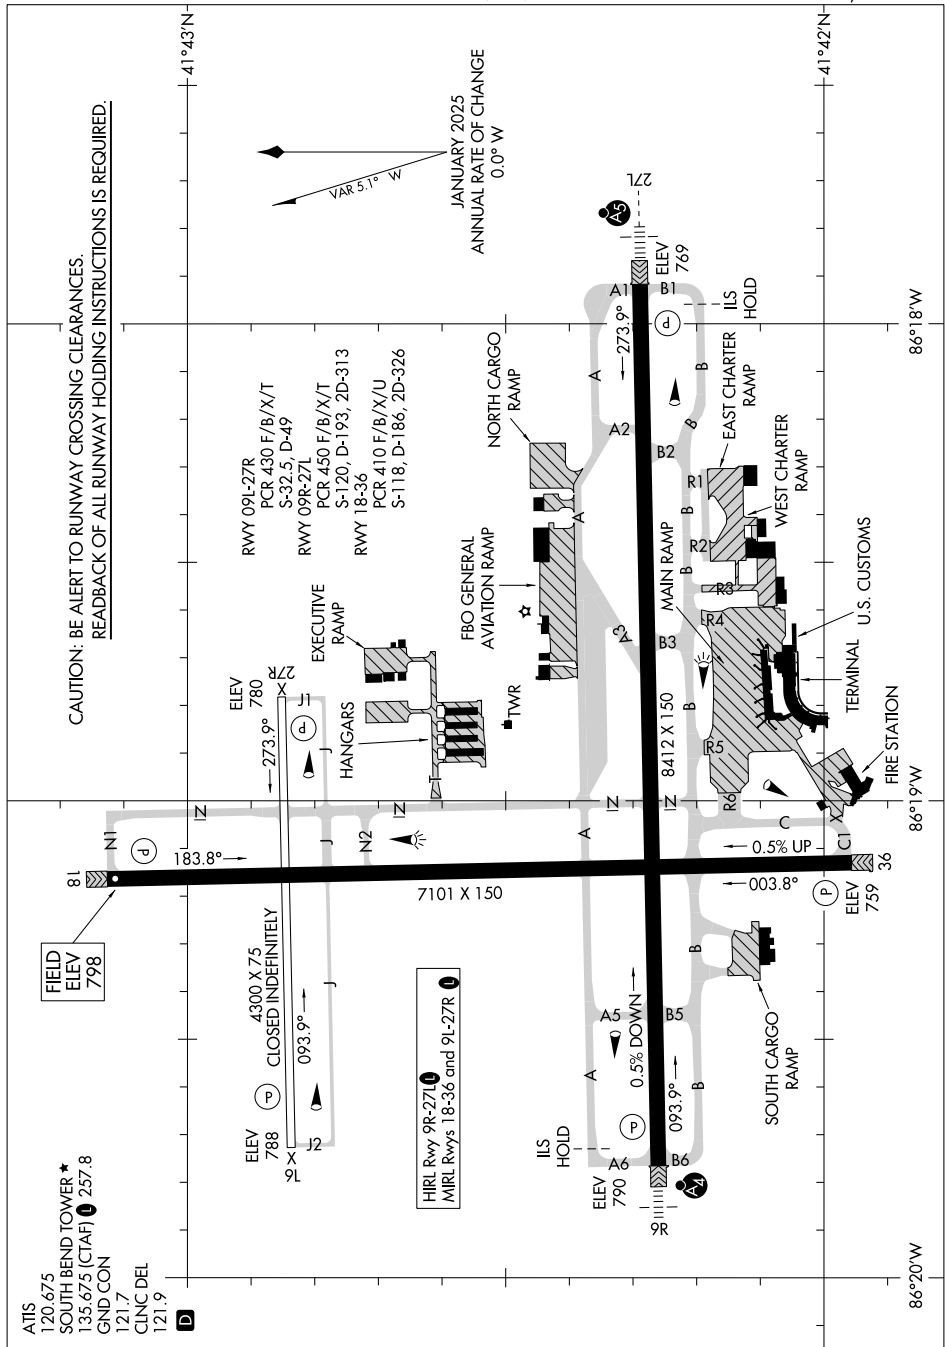 CAUTION: BE ALERT TO RUNWAY CROSSING CLEARANCES.
READBACK OF ALL RUNWAY HOLDING INSTRUCTIONS IS REQUIRED.
ATIS
120.675
SOUTH BEND TOWER ★
135.675 (CTAF) L 257.8
GND CON
121.7
CLNC DEL
121.9
D
JANUARY 2025
ANNUAL RATE OF CHANGE
0.0° W
VAR 5.1° W
41°43'N
41°42'N
86°18'W
86°19'W
86°20'W
RWY 09L-27R
PCR 430 F/B/X/T
S-32.5, D-49
RWY 09R-27L
PCR 450 F/B/X/T
S-120, D-193, 2D-313
RWY 18-36
PCR 410 F/B/X/U
S-118, D-186, 2D-326
FIELD
ELEV
798
18
N1
P
183.8°
N
N
N2
7101 X 150
ELEV
780
27R
X
273.9°
J1
P
J
J
J
4300 X 75
CLOSED INDEFINITELY
093.9°
P
ELEV
788
X
9L
J2
EXECUTIVE
RAMP
HANGARS
T
TWR
HIRL Rwy 9R-27L L
MIRL Rwys 18-36 and 9L-27R L
FBO GENERAL
AVIATION RAMP
NORTH CARGO
RAMP
A
A
A
A
A1
A2
A3
A5
A6
A5
27L
ELEV
769
273.9°
P
B1
ILS
HOLD
B
B
B
B
B
B
B
B2
B3
B5
B6
N
N
8412 X 150
R1
R2
R3
R4
R5
R6
EAST CHARTER
RAMP
WEST CHARTER
RAMP
MAIN RAMP
U.S. CUSTOMS
TERMINAL
FIRE STATION
X
C
C1
0.5% UP
003.8°
36
P
ELEV
759
SOUTH CARGO
RAMP
0.5% DOWN
093.9°
P
ILS
HOLD
ELEV
790
A4
9R